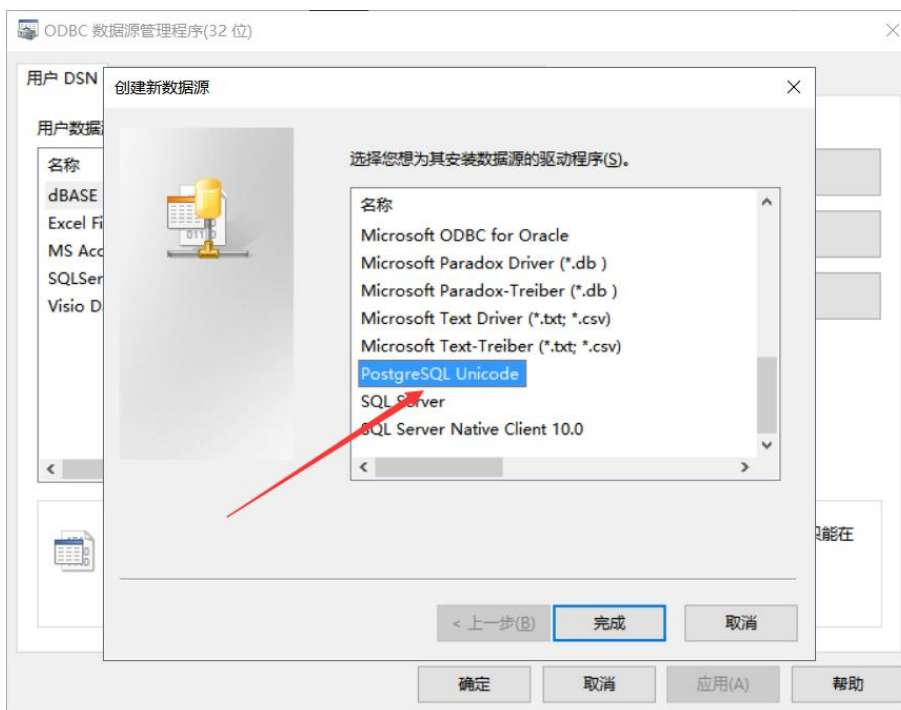 ODBC 数据源管理程序(32 位)
用户 DSN
创建新数据源
用户数据
名称
dBASE
Excel Fi
MS Acc
SQLSer
Visio D
选择您想为其安装数据源的驱动程序(S)。
名称
Microsoft ODBC for Oracle
Microsoft Paradox Driver (*.db )
Microsoft Paradox-Treiber (*.db )
Microsoft Text Driver (*.txt; *.csv)
Microsoft Text-Treiber (*.txt; *.csv)
PostgreSQL Unicode
SQL Server
SQL Server Native Client 10.0
只能在
< 上一步(B)
完成
取消
确定
取消
应用(A)
帮助